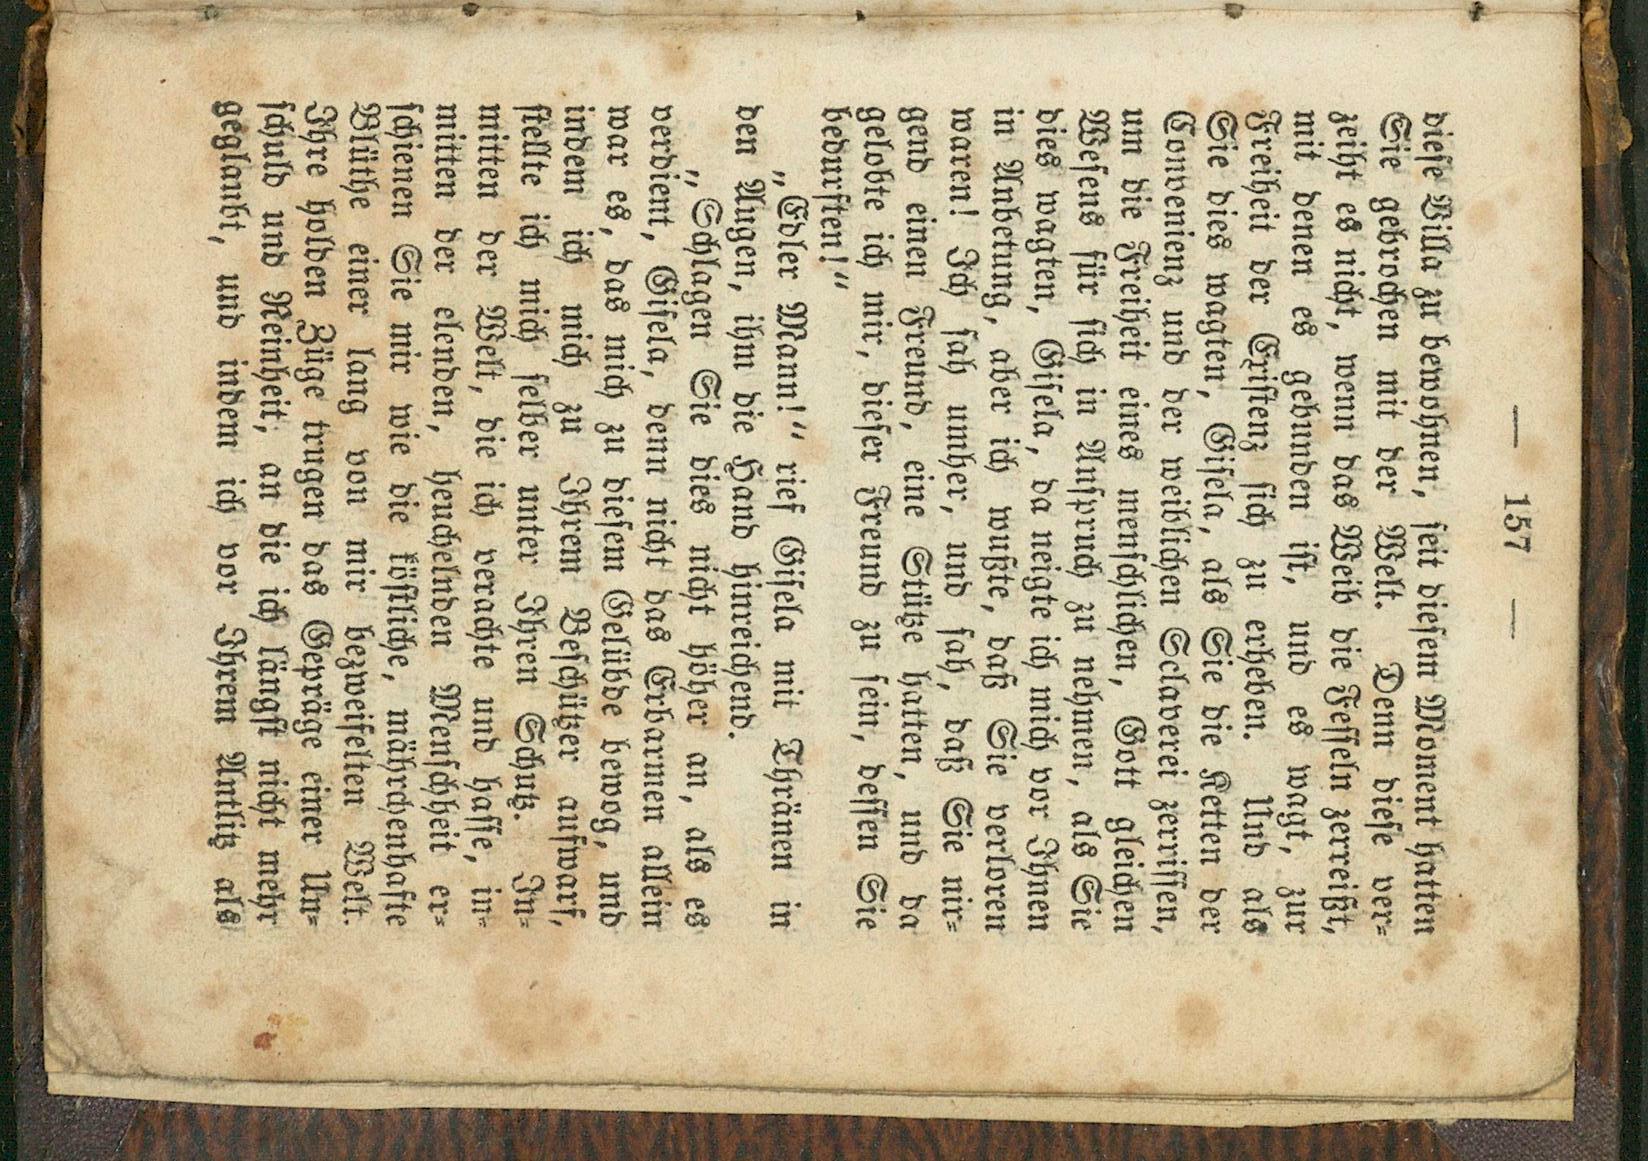 — 157 —
dieſe Villa zu bewohnen, ſeit dieſem Moment hatten
Sie gebrochen mit der Welt. Denn dieſe ver-
zeiht es nicht, wenn das Weib die Feſſeln zerreißt,
mit denen es gebunden iſt, und es wagt, zur
Freiheit der Exiſtenz ſich zu erheben. Und als
Sie dies wagten, Giſela, als Sie die Ketten der
Convenienz und der weiblichen Sclaverei zerriſſen,
um die Freiheit eines menſchlichen, Gott gleichen
Weſens für ſich in Anſpruch zu nehmen, als Sie
dies wagten, Giſela, da neigte ich mich vor Ihnen
in Anbetung, aber ich wußte, daß Sie verloren
waren! Ich ſah umher, und ſah, daß Sie nir-
gend einen Freund, eine Stütze hatten, und da
gelobte ich mir, dieſer Freund zu ſein, deſſen Sie
bedurften!“
„Edler Mann!“ rief Giſela mit Thränen in
den Augen, ihm die Hand hinreichend.
„Schlagen Sie dies nicht höher an, als es
verdient, Giſela, denn nicht das Erbarmen allein
war es, das mich zu dieſem Gelübde bewog, und
indem ich mich zu Ihrem Beſchützer aufwarf,
ſtellte ich mich ſelber unter Ihren Schutz. In-
mitten der Welt, die ich verachte und haſſe, in-
mitten der elenden, heuchelnden Menſchheit er-
ſchienen Sie mir wie die köſtliche, mährchenhafte
Blüthe einer lang von mir bezweifelten Welt.
Ihre holden Züge trugen das Gepräge einer Un-
ſchuld und Reinheit, an die ich längſt nicht mehr
geglaubt, und indem ich vor Ihrem Antlitz als